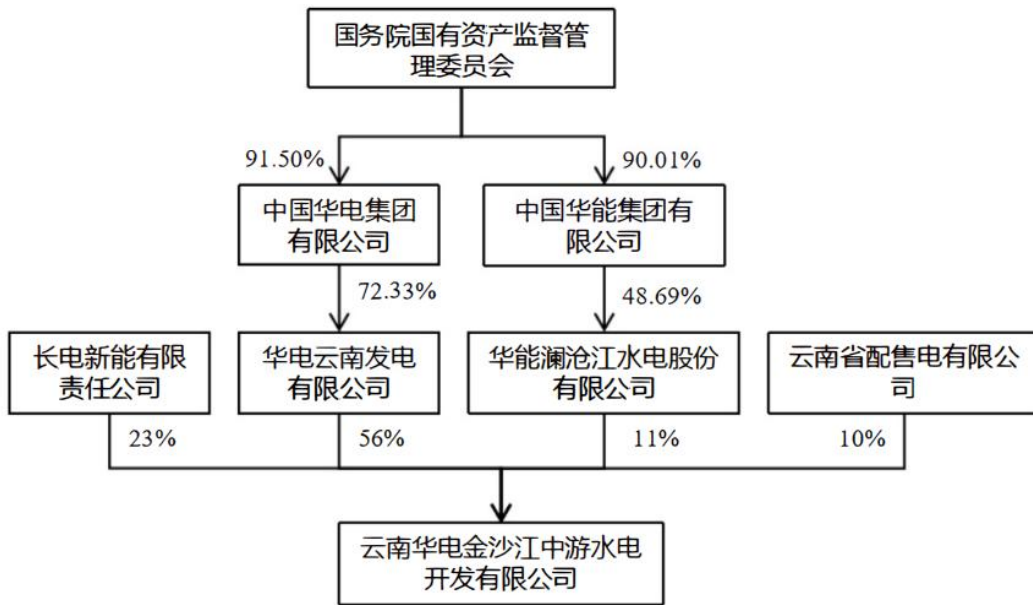 国务院国有资产监督管
理委员会
91.50%
90.01%
中国华电集团
有限公司
中国华能集团有
限公司
72.33%
48.69%
长电新能有限
责任公司
华电云南发电
有限公司
华能澜沧江水电股份
有限公司
云南省配售电有限公
司
23%
56%
11%
10%
云南华电金沙江中游水电
开发有限公司